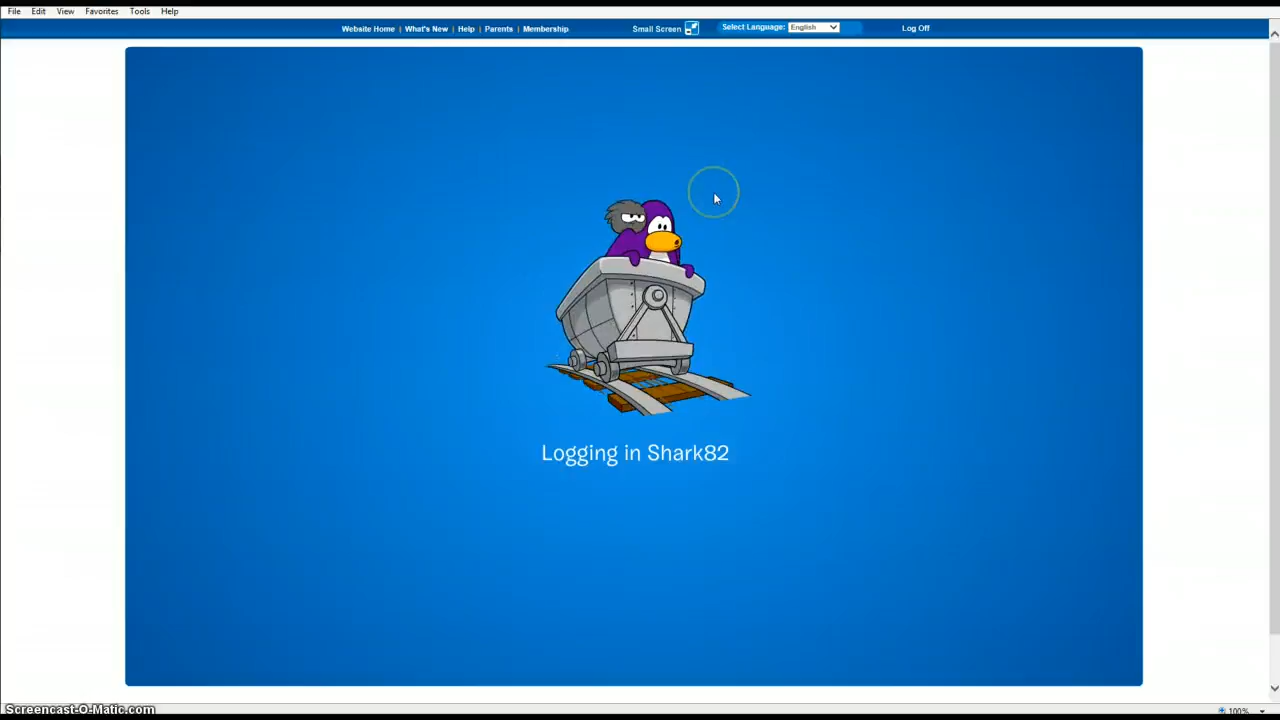 File Edit View Favorites Tools Help
Website Home | What's New | Help | Parents | Membership Small Screen Select Language: English Log Off
Logging in Shark82
Screencast-O-Matic.com 100%